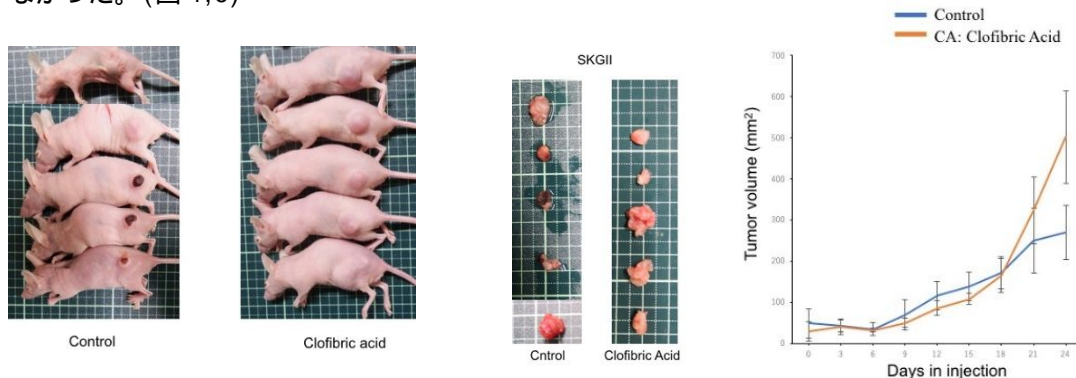 Control
CA: Clofibric Acid
SKGII
Control
Clofibric acid
Cntrol
Clofibric Acid
Tumor volume (mm²)
700
600
500
400
300
200
100
0
0 3 6 9 12 15 18 21 24
Days in injection